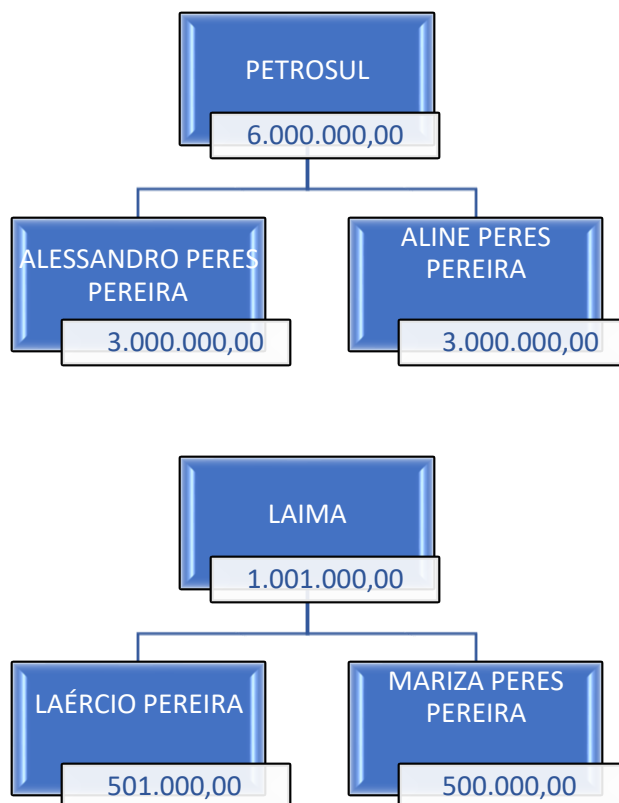 PETROSUL
6.000.000,00
ALESSANDRO PERES
PEREIRA
3.000.000,00
ALINE PERES
PEREIRA
3.000.000,00
LAIMA
1.001.000,00
LAÉRCIO PEREIRA
501.000,00
MARIZA PERES
PEREIRA
500.000,00